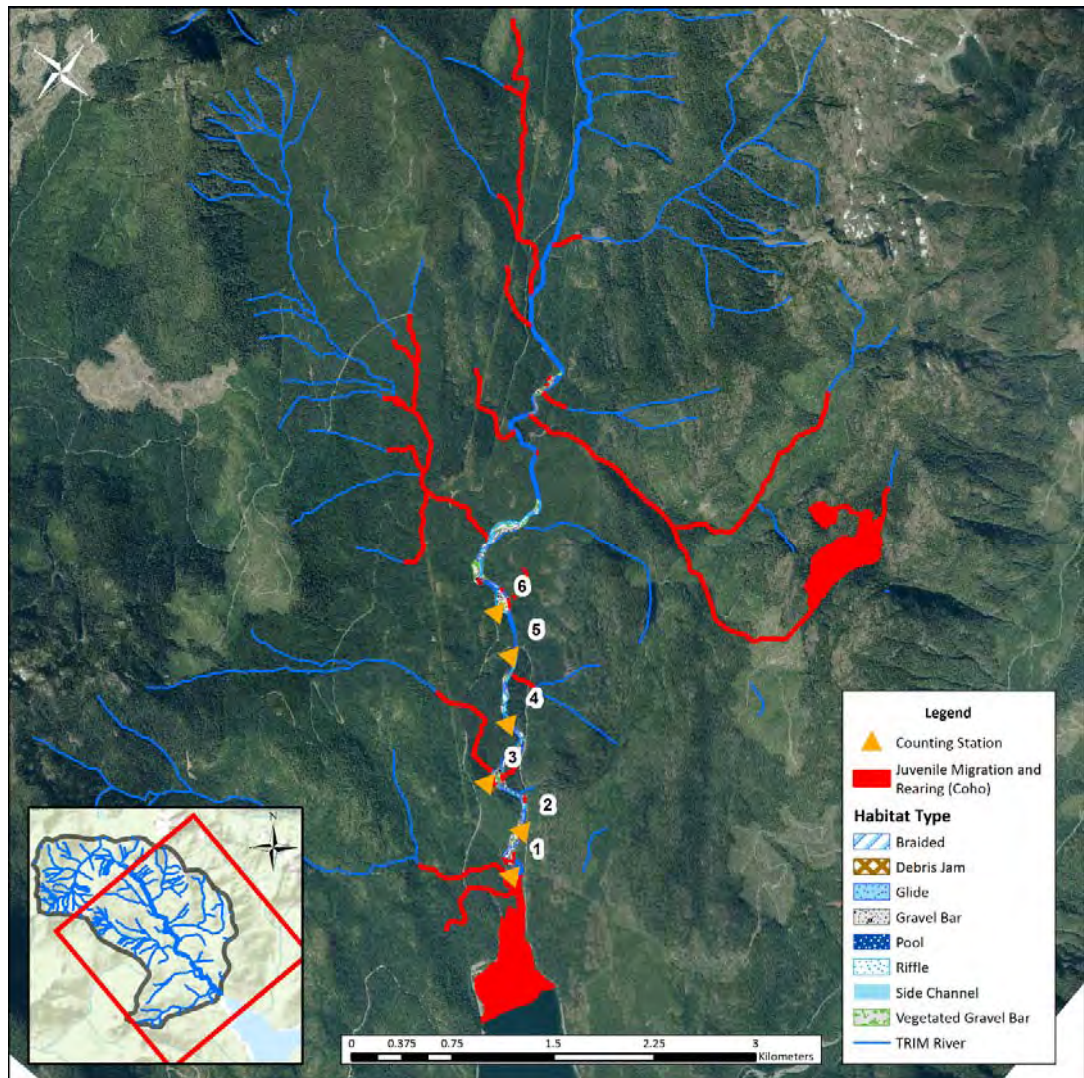 6
5
4
3
2
1
N
Legend
Counting Station
Juvenile Migration and
Rearing (Coho)
Habitat Type
Braided
Debris Jam
Glide
Gravel Bar
Pool
Riffle
Side Channel
Vegetated Gravel Bar
TRIM River
0 0.375 0.75 1.5 2.25 3
Kilometers